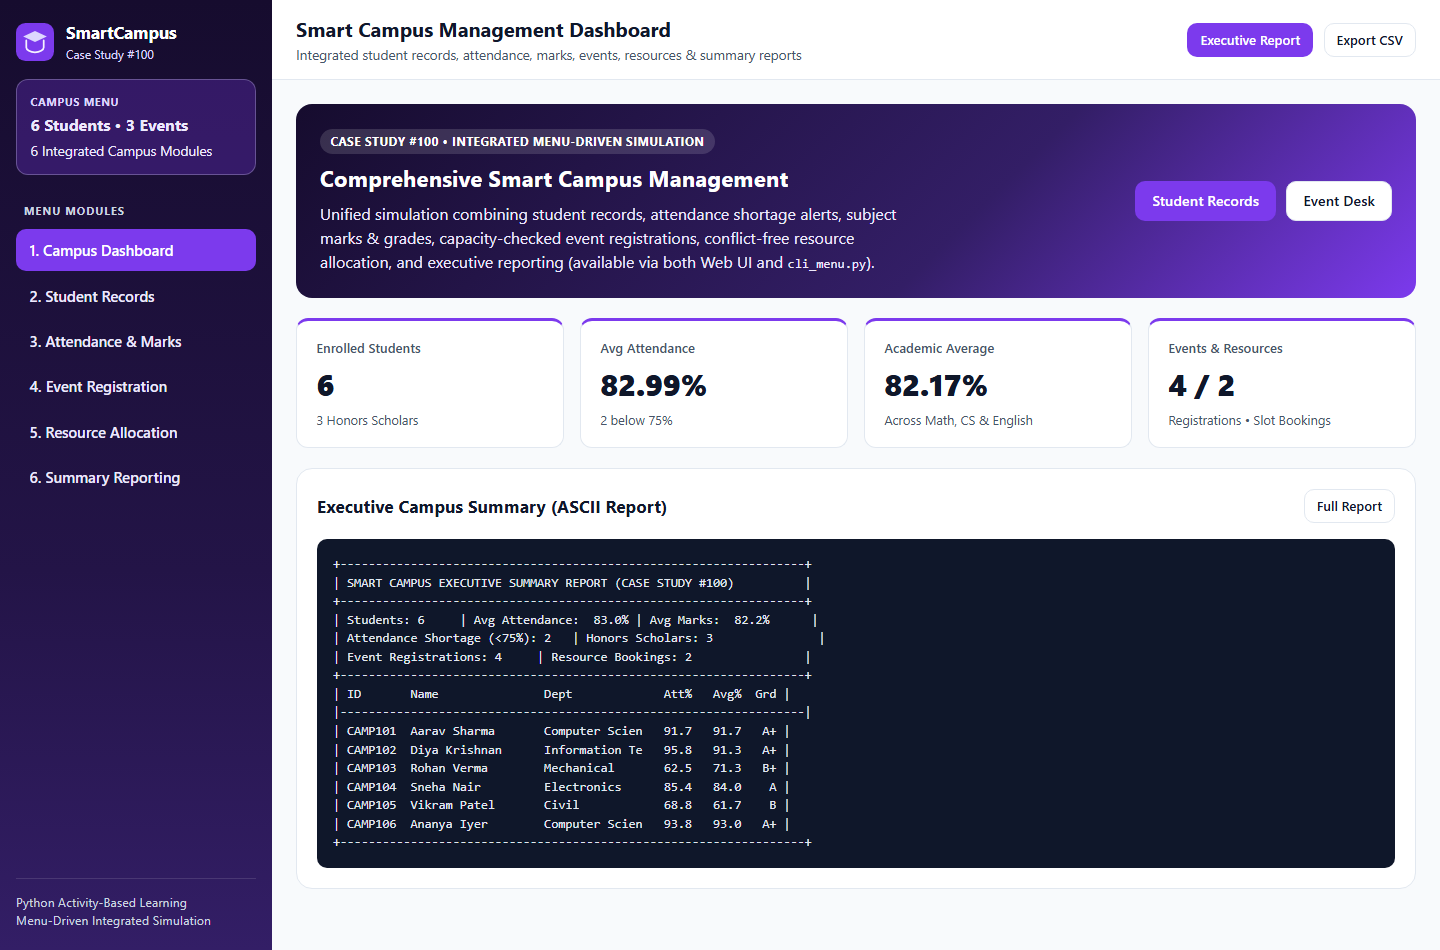 SmartCampus
Case Study #100
CAMPUS MENU
6 Students • 3 Events
6 Integrated Campus Modules
MENU MODULES
1. Campus Dashboard
2. Student Records
3. Attendance & Marks
4. Event Registration
5. Resource Allocation
6. Summary Reporting
Python Activity-Based Learning
Menu-Driven Integrated Simulation
Smart Campus Management Dashboard
Integrated student records, attendance, marks, events, resources & summary reports
Executive Report
Export CSV
CASE STUDY #100 • INTEGRATED MENU-DRIVEN SIMULATION
Comprehensive Smart Campus Management
Unified simulation combining student records, attendance shortage alerts, subject
marks & grades, capacity-checked event registrations, conflict-free resource
allocation, and executive reporting (available via both Web UI and cli_menu.py).
Student Records
Event Desk
Enrolled Students
6
3 Honors Scholars
Avg Attendance
82.99%
2 below 75%
Academic Average
82.17%
Across Math, CS & English
Events & Resources
4 / 2
Registrations • Slot Bookings
Executive Campus Summary (ASCII Report)
Full Report
+------------------------------------------------------------------+
| SMART CAMPUS EXECUTIVE SUMMARY REPORT (CASE STUDY #100)          |
+------------------------------------------------------------------+
| Students: 6     | Avg Attendance:  83.0% | Avg Marks:  82.2%      |
| Attendance Shortage (<75%): 2   | Honors Scholars: 3               |
| Event Registrations: 4     | Resource Bookings: 2                |
+------------------------------------------------------------------+
| ID       Name               Dept             Att%   Avg%  Grd |
|------------------------------------------------------------------|
| CAMP101  Aarav Sharma       Computer Scien   91.7   91.7   A+ |
| CAMP102  Diya Krishnan      Information Te   95.8   91.3   A+ |
| CAMP103  Rohan Verma        Mechanical       62.5   71.3   B+ |
| CAMP104  Sneha Nair         Electronics      85.4   84.0    A |
| CAMP105  Vikram Patel       Civil            68.8   61.7    B |
| CAMP106  Ananya Iyer        Computer Scien   93.8   93.0   A+ |
+------------------------------------------------------------------+